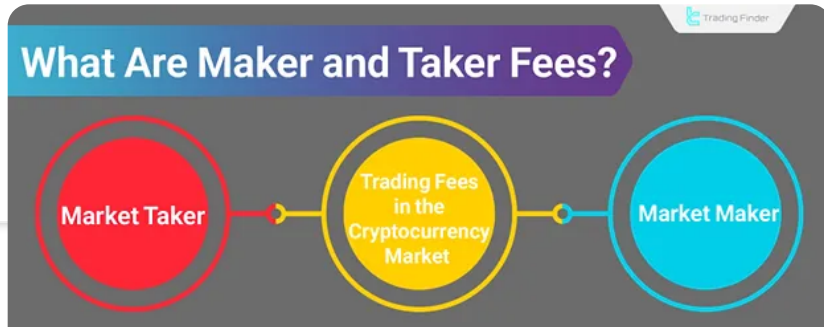 Trading Finder
What Are Maker and Taker Fees?
Market Taker
Trading Fees
in the
Cryptocurrency
Market
Market Maker